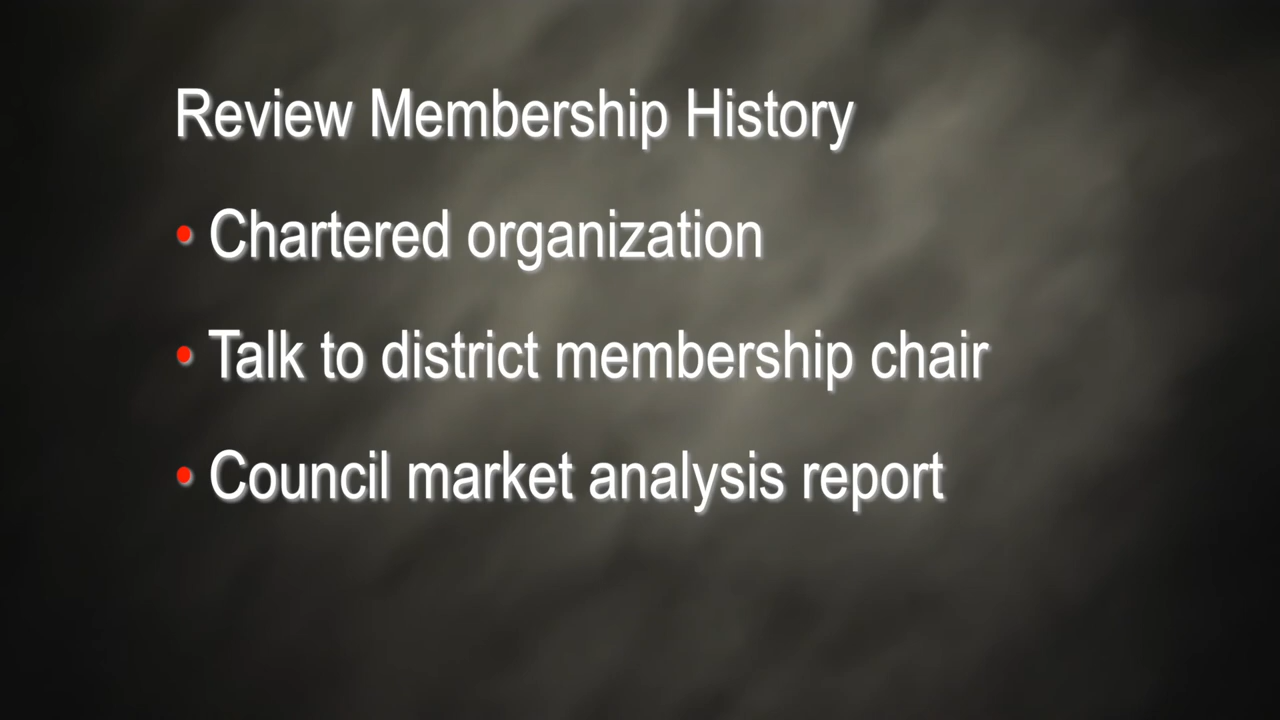 Review Membership History
• Chartered organization
• Talk to district membership chair
• Council market analysis report